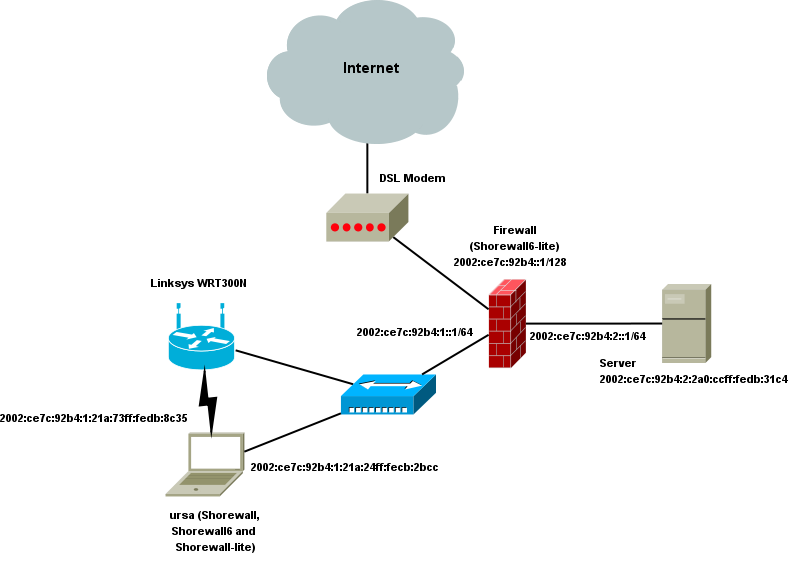 Internet
DSL Modem
Firewall
(Shorewall6-lite)
2002:ce7c:92b4::1/128
Linksys WRT300N
2002:ce7c:92b4:1::1/64
2002:ce7c:92b4:2::1/64
Server
2002:ce7c:92b4:2:2a0:ccff:fedb:31c4
2002:ce7c:92b4:1:21a:73ff:fedb:8c35
2002:ce7c:92b4:1:21a:24ff:fecb:2bcc
ursa (Shorewall,
Shorewall6 and
Shorewall-lite)